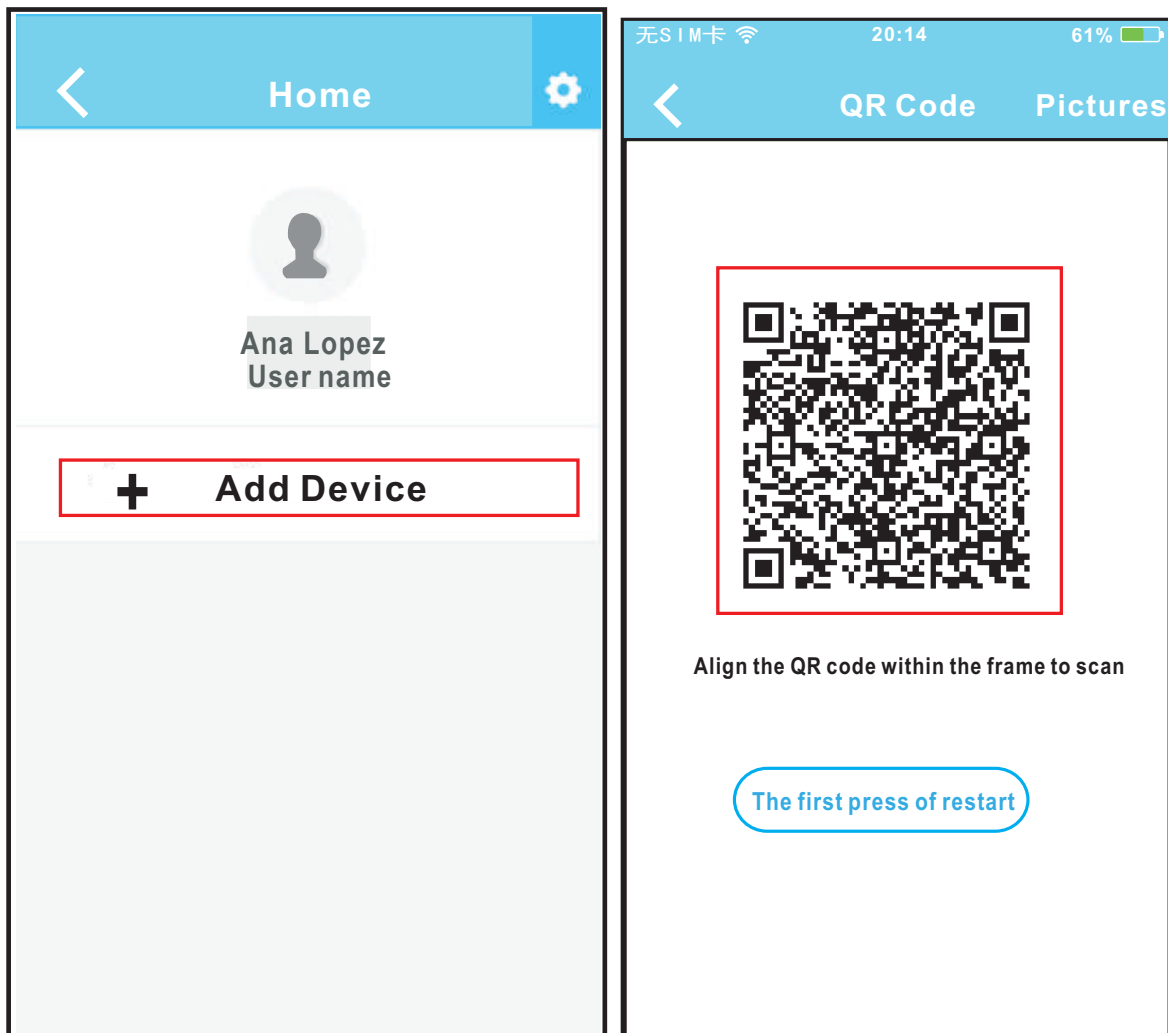 Home
Ana Lopez
User name
+ Add Device
无SIM卡 20:14 61%
QR Code Pictures
Align the QR code within the frame to scan
The first press of restart